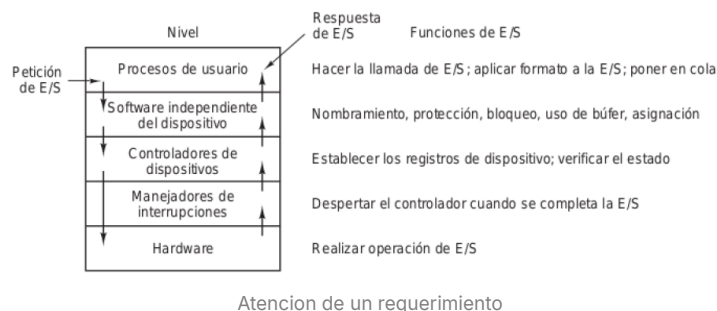 Nivel
Respuesta
de E/S
Funciones de E/S
Petición
de E/S
Procesos de usuario
Hacer la llamada de E/S; aplicar formato a la E/S; poner en cola
Software independiente
del dispositivo
Nombramiento, protección, bloqueo, uso de búfer, asignación
Controladores de
dispositivos
Establecer los registros de dispositivo; verificar el estado
Manejadores de
interrupciones
Despertar el controlador cuando se completa la E/S
Hardware
Realizar operación de E/S
Atencion de un requerimiento